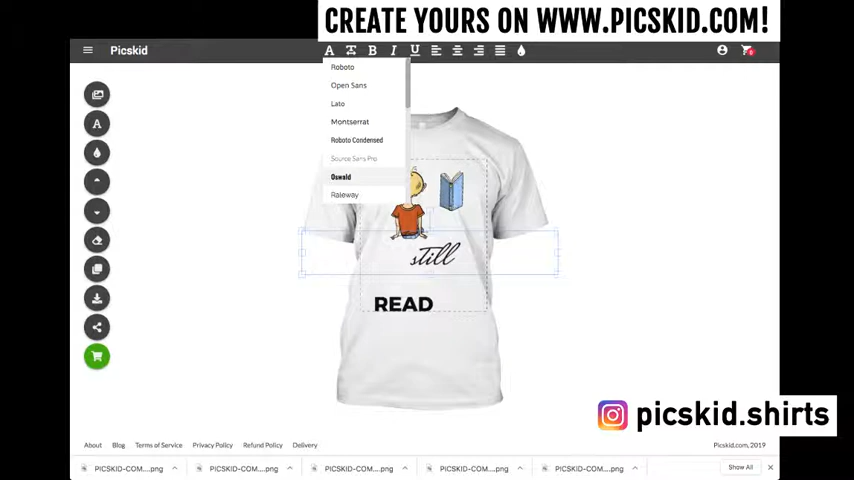 CREATE YOURS ON WWW.PICSKID.COM!
Picskid
A T B I U
Roboto
Open Sans
Lato
Montserrat
Roboto Condensed
Source Sans Pro
Oswald
Raleway
A
still
READ
picskid.shirts
About Blog Terms of Service Privacy Policy Refund Policy Delivery
Picskid.com, 2019
PICSKID-COM....png PICSKID-COM....png PICSKID-COM....png PICSKID-COM....png PICSKID-COM....png Show All